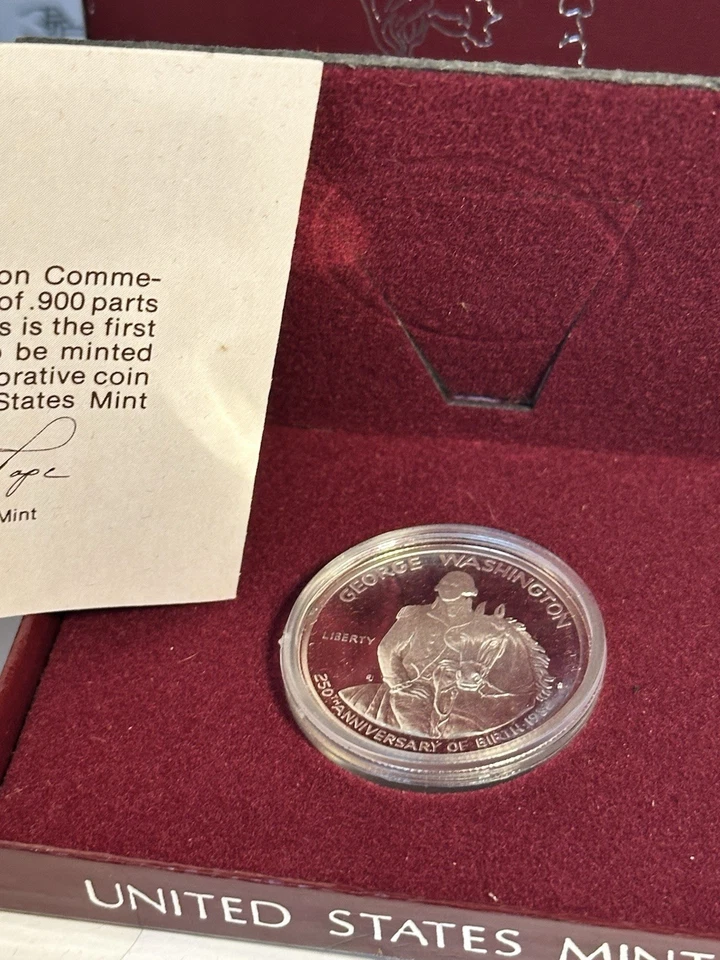 on Comme-
of .900 parts
s is the first
be minted
orative coin
States Mint
Mint
GEORGE WASHINGTON
LIBERTY
250TH ANNIVERSARY OF BIRTH
UNITED STATES MINT